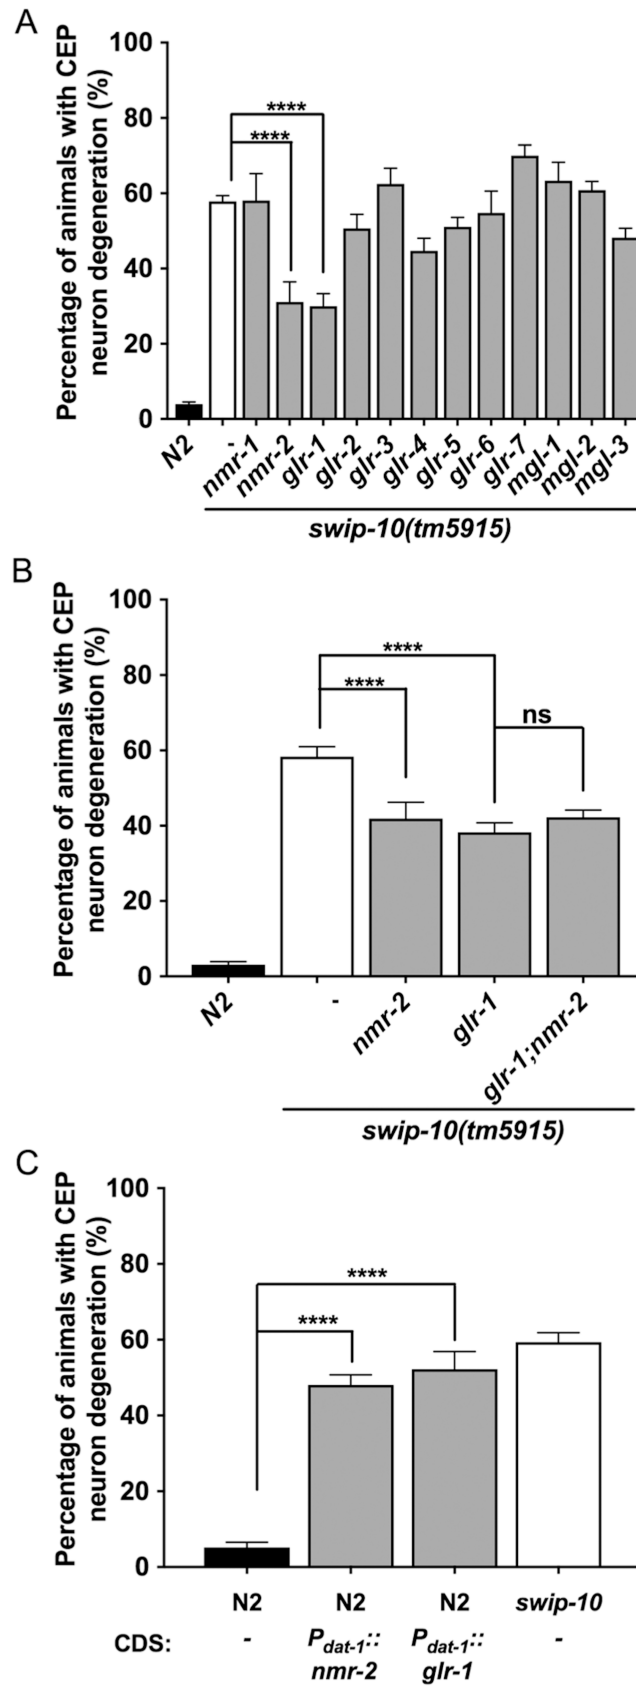 A
Percentage of animals with CEP
neuron degeneration (%)
100
80
60
40
20
0
****
****
N2
-
nmr-1
nmr-2
glr-1
glr-2
glr-3
glr-4
glr-5
glr-6
glr-7
mgl-1
mgl-2
mgl-3
swip-10(tm5915)
B
Percentage of animals with CEP
neuron degeneration (%)
100
80
60
40
20
0
****
****
ns
N2
-
nmr-2
glr-1
glr-1;nmr-2
swip-10(tm5915)
C
Percentage of animals with CEP
neuron degeneration (%)
100
80
60
40
20
0
****
****
N2 N2 N2 swip-10
CDS: - Pdat-1:: Pdat-1:: -
nmr-2 glr-1